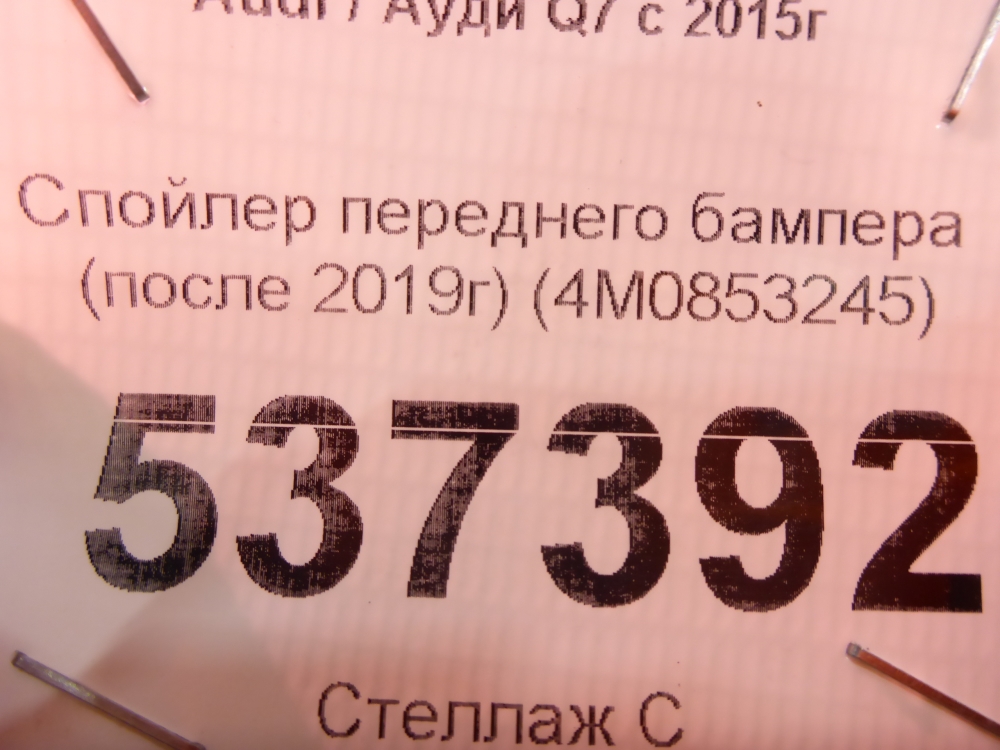 Audi / Ауди Q7 с 2015г
Спойлер переднего бампера
(после 2019г) (4M0853245)
537392
Стеллаж С